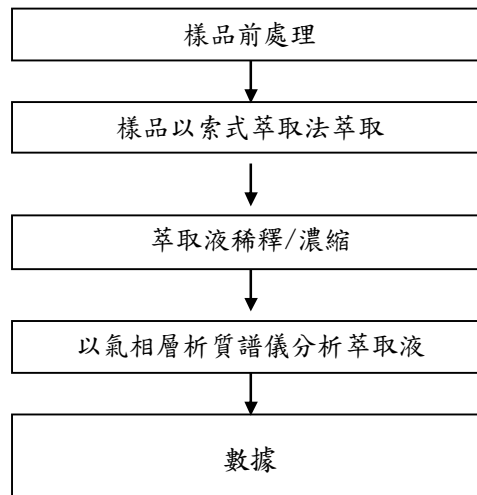 樣品前處理
樣品以索式萃取法萃取
萃取液稀釋/濃縮
以氣相層析質譜儀分析萃取液
數據